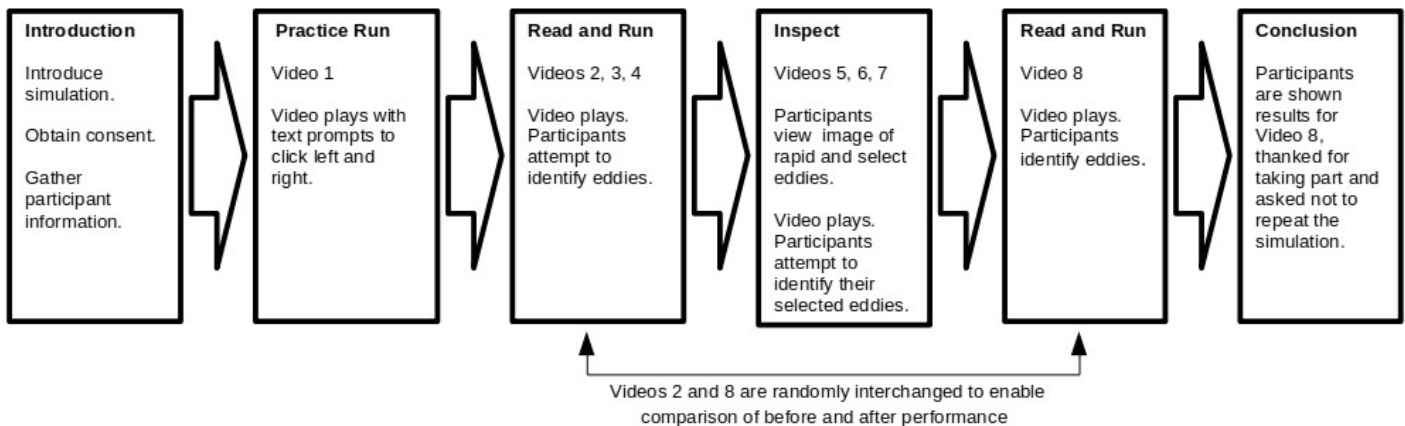 Introduction
Introduce
simulation.
Obtain consent.
Gather
participant
information.
Practice Run
Video 1
Video plays with
text prompts to
click left and
right.
Read and Run
Videos 2, 3, 4
Video plays.
Participants
attempt to
identify eddies.
Inspect
Videos 5, 6, 7
Participants
view image of
rapid and select
eddies.
Video plays.
Participants
attempt to
identify their
selected eddies.
Read and Run
Video 8
Video plays.
Participants
identify eddies.
Conclusion
Participants
are shown
results for
Video 8,
thanked for
taking part and
asked not to
repeat the
simulation.
Videos 2 and 8 are randomly interchanged to enable
comparison of before and after performance